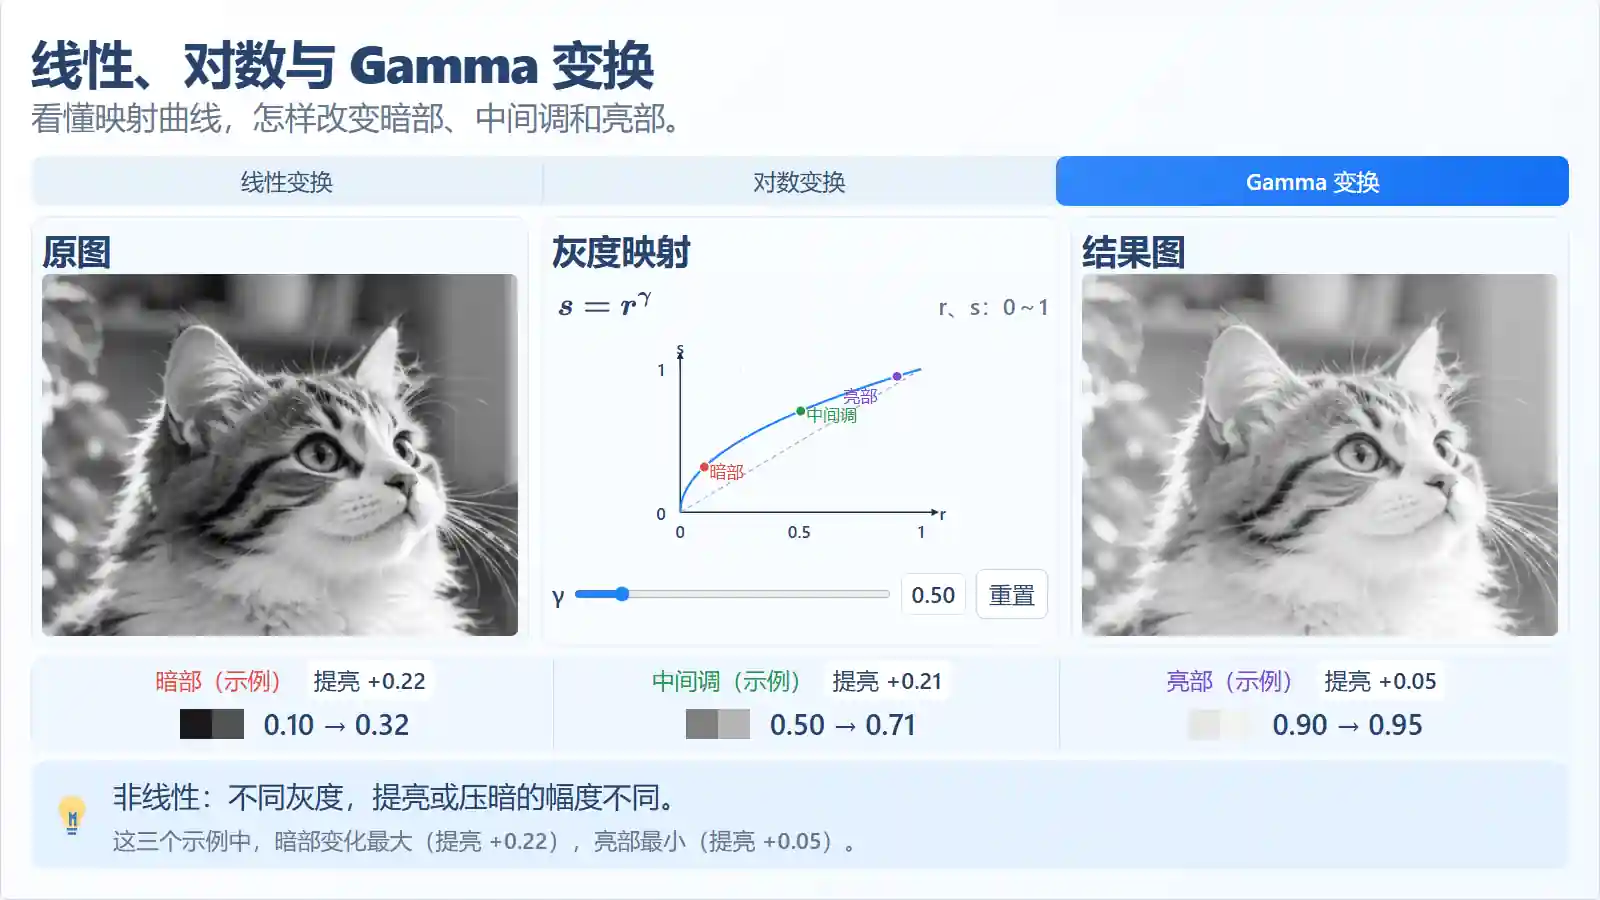 线性、对数与 Gamma 变换
看懂映射曲线，怎样改变暗部、中间调和亮部。
线性变换
对数变换
Gamma 变换
原图
灰度映射
s = r^γ
r、s：0 ~ 1
s
1
亮部
中间调
暗部
0
r
0
0.5
1
γ
0.50
重置
结果图
暗部（示例） 提亮 +0.22
0.10 → 0.32
中间调（示例） 提亮 +0.21
0.50 → 0.71
亮部（示例） 提亮 +0.05
0.90 → 0.95
非线性：不同灰度，提亮或压暗的幅度不同。
这三个示例中，暗部变化最大（提亮 +0.22），亮部最小（提亮 +0.05）。